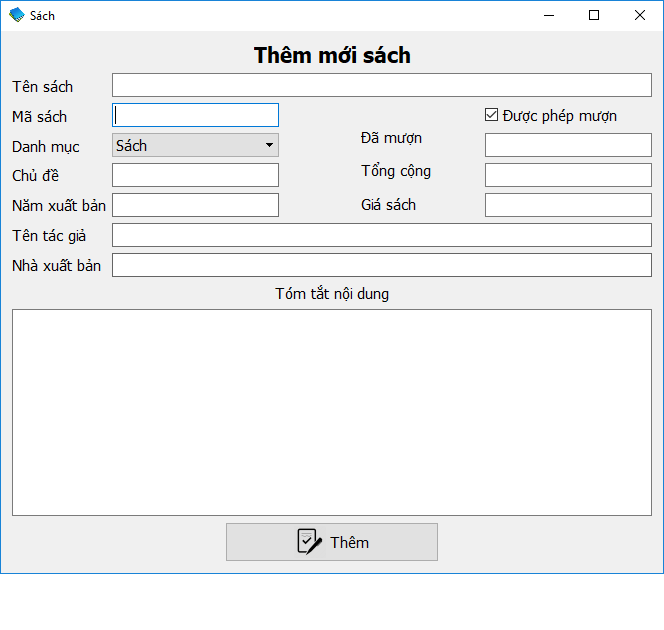 Sách
Thêm mới sách
Tên sách
Mã sách
Được phép mượn
Danh mục
Sách
Đã mượn
Chủ đề
Tổng cộng
Năm xuất bản
Giá sách
Tên tác giả
Nhà xuất bản
Tóm tắt nội dung
Thêm